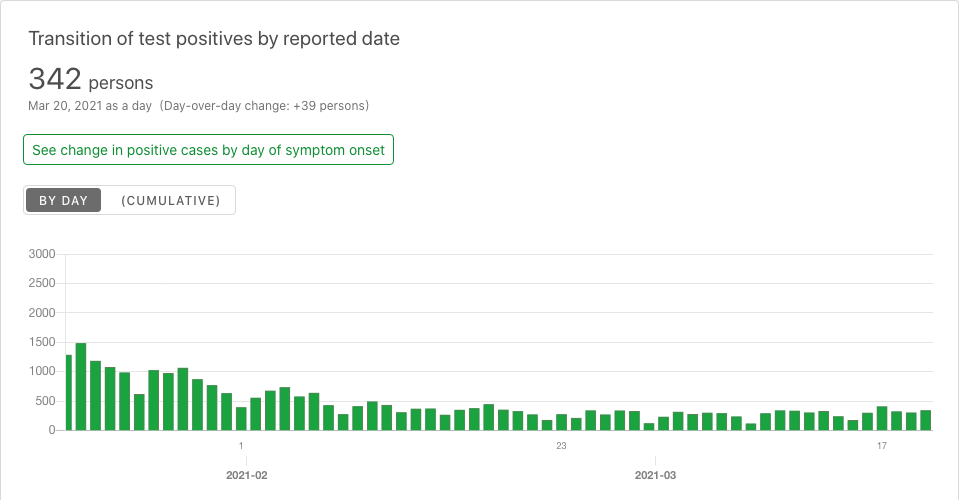 Transition of test positives by reported date
342 persons
Mar 20, 2021 as a day (Day-over-day change: +39 persons)
See change in positive cases by day of symptom onset
BY DAY (CUMULATIVE)
3000
2500
2000
1500
1000
500
0
1 23 17
2021-02 2021-03